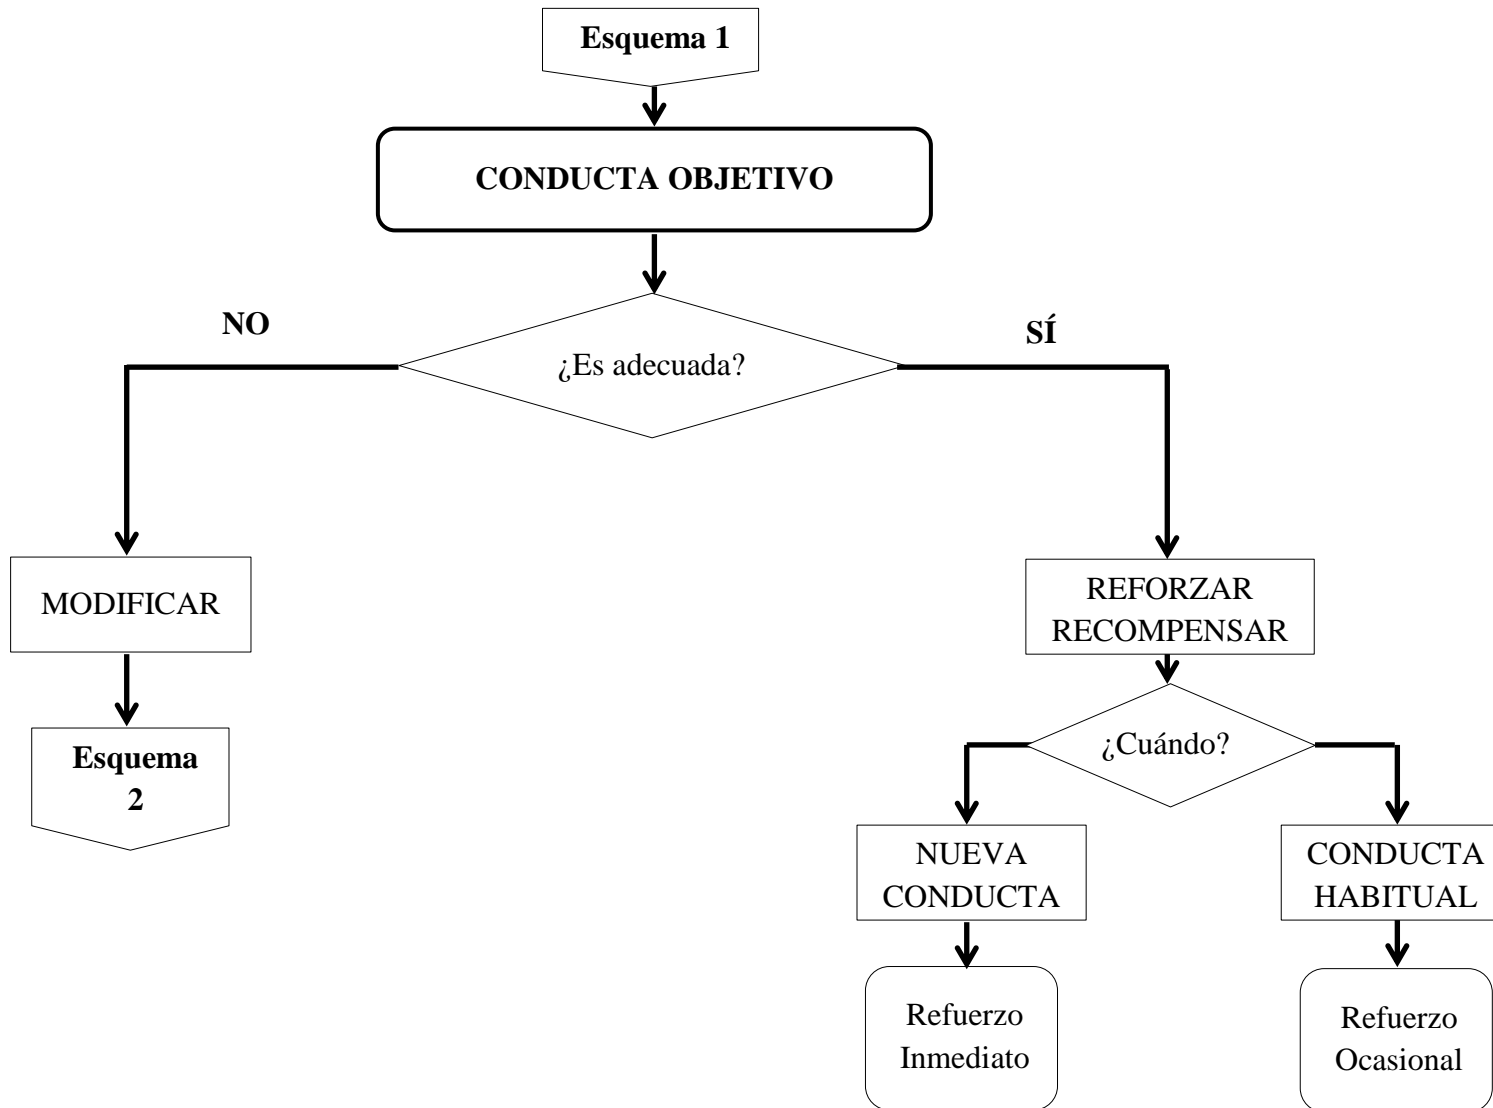 Esquema 1
CONDUCTA OBJETIVO
NO
SÍ
¿Es adecuada?
MODIFICAR
REFORZAR
RECOMPENSAR
Esquema
2
¿Cuándo?
NUEVA
CONDUCTA
CONDUCTA
HABITUAL
Refuerzo
Inmediato
Refuerzo
Ocasional